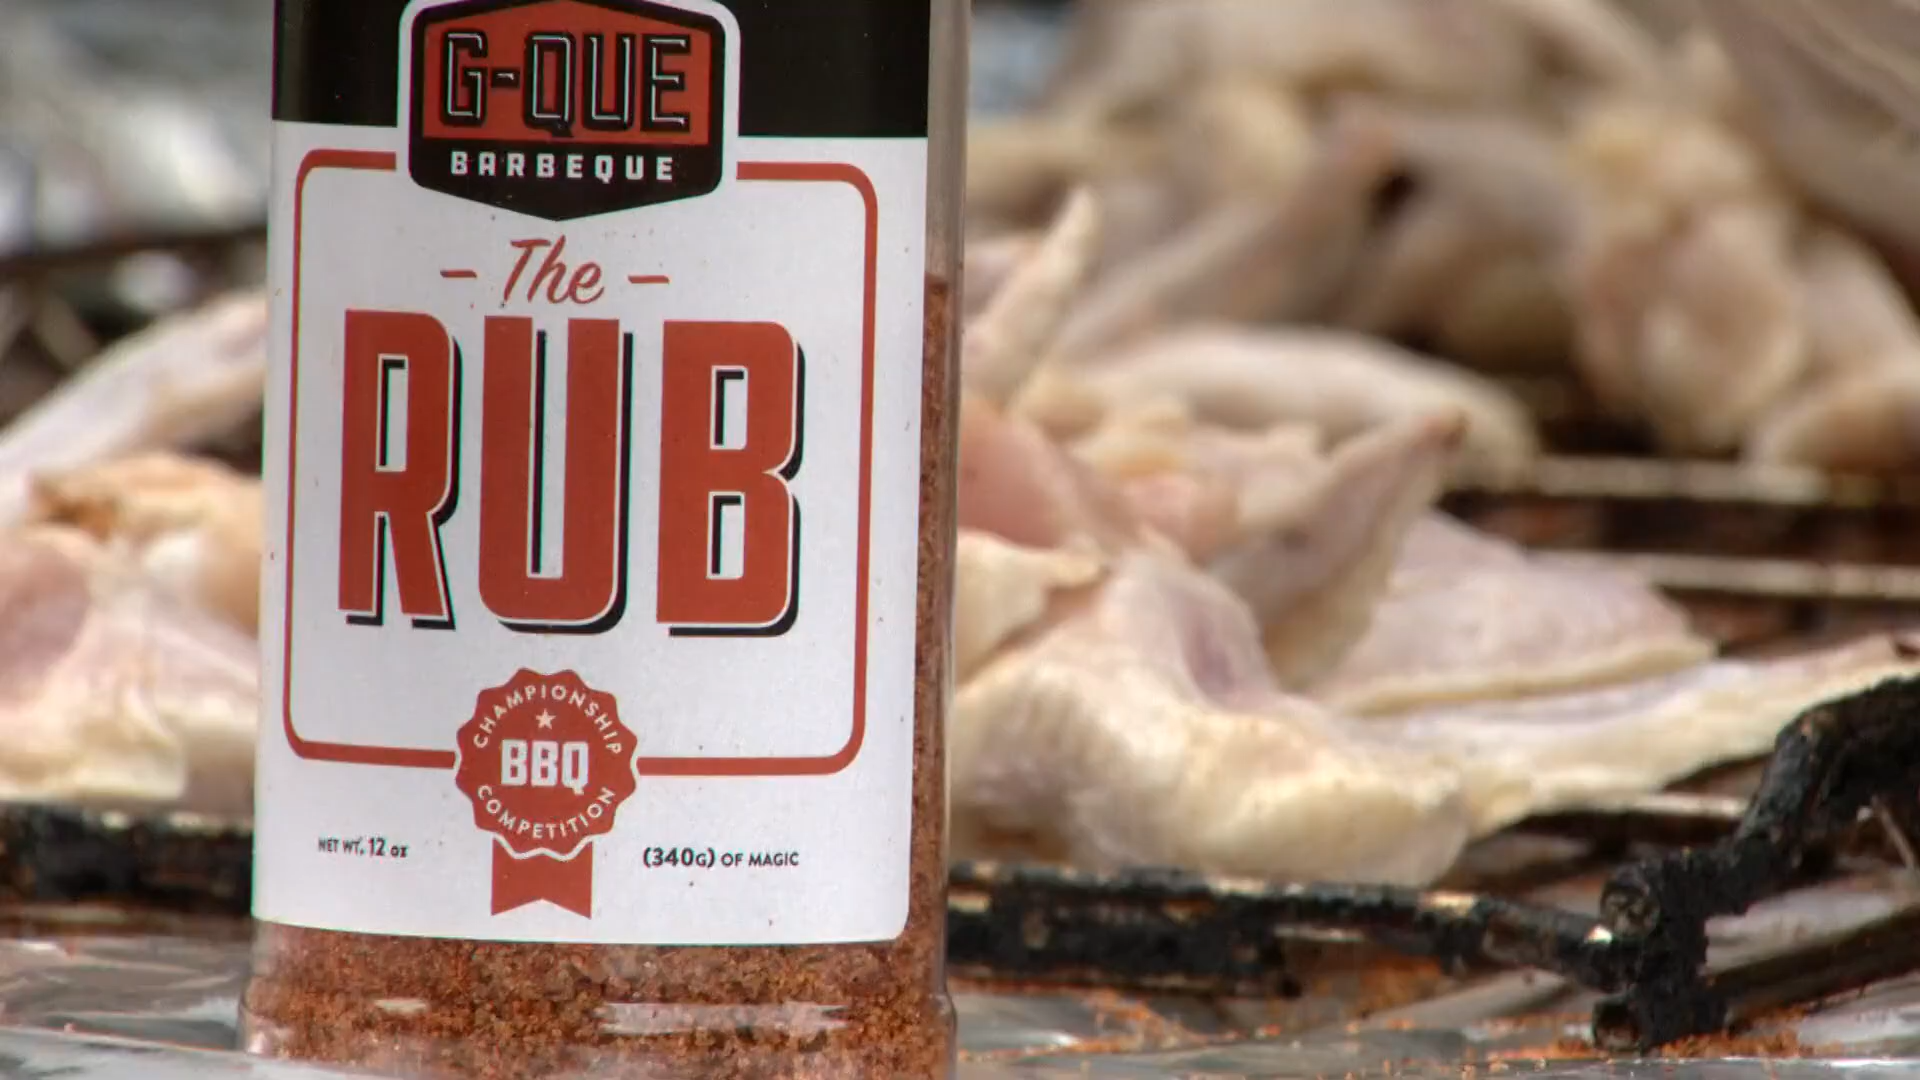 G-QUE
BARBEQUE
- The -
RUB
CHAMPIONSHIP
BBQ
COMPETITION
NET WT. 12 oz
(340G) OF MAGIC